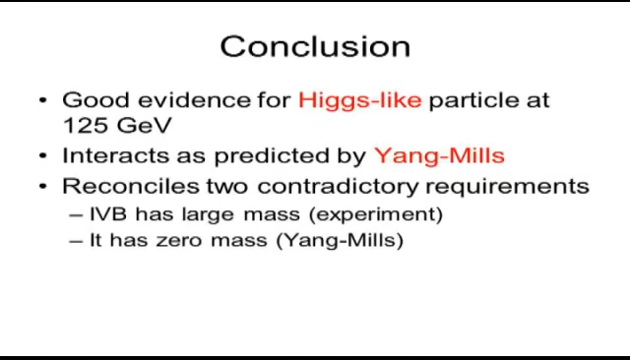 Conclusion
• Good evidence for Higgs-like particle at
125 GeV
• Interacts as predicted by Yang-Mills
• Reconciles two contradictory requirements
– IVB has large mass (experiment)
– It has zero mass (Yang-Mills)